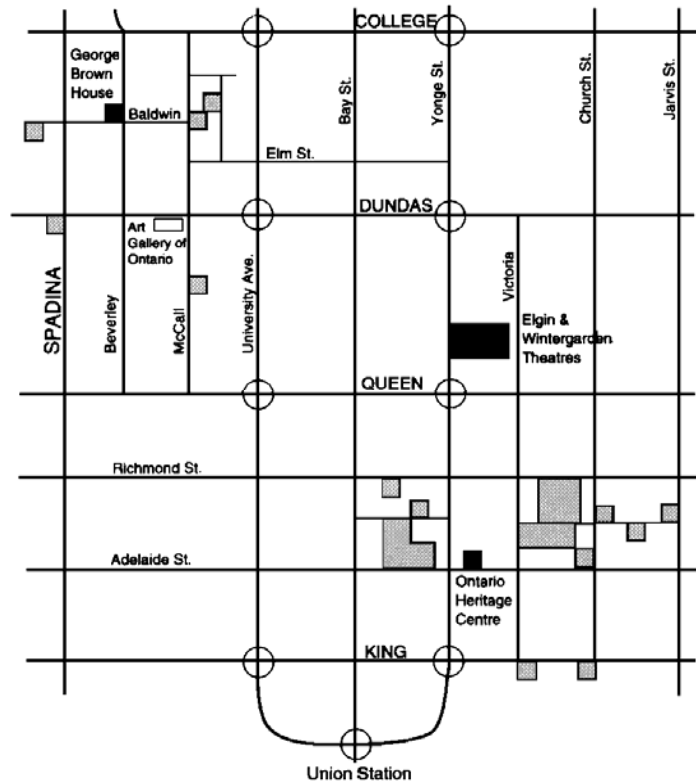 COLLEGE
George
Brown
House
Bay St.
Yonge St.
Church St.
Jarvis St.
Baldwin
Elm St.
DUNDAS
Art
Gallery of
Ontario
SPADINA
Beverley
McCall
University Ave.
Victoria
Elgin &
Wintergarden
Theatres
QUEEN
Richmond St.
Adelaide St.
Ontario
Heritage
Centre
KING
Union Station